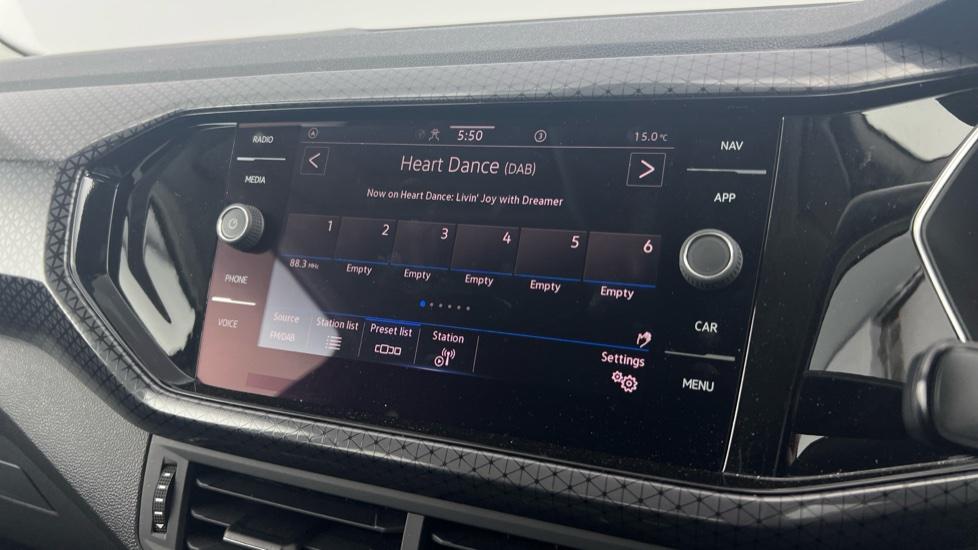 RADIO
MEDIA
PHONE
VOICE
5:50
3
15.0 °C
Heart Dance (DAB)
Now on Heart Dance: Livin' Joy with Dreamer
1 2 3 4 5 6
88.3 MHz Empty Empty Empty Empty Empty
Source Station list Preset list Station Settings
FM/DAB
NAV
APP
CAR
MENU